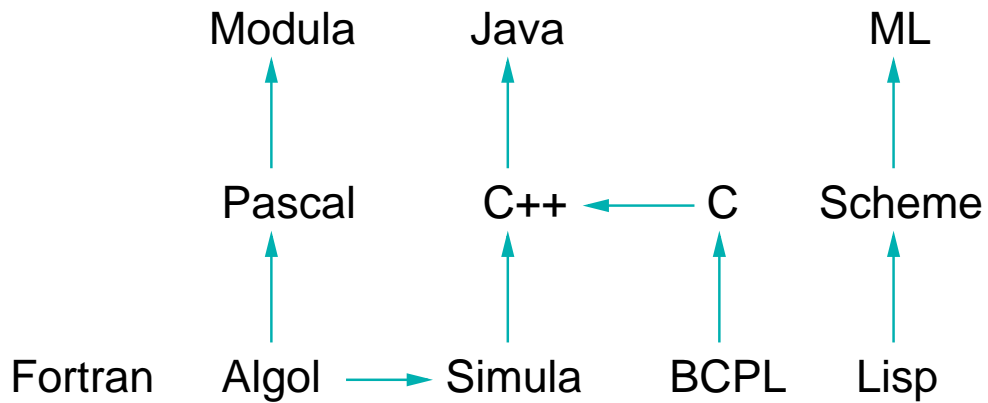 Modula Java ML
Pascal C++ C Scheme
Fortran Algol Simula BCPL Lisp